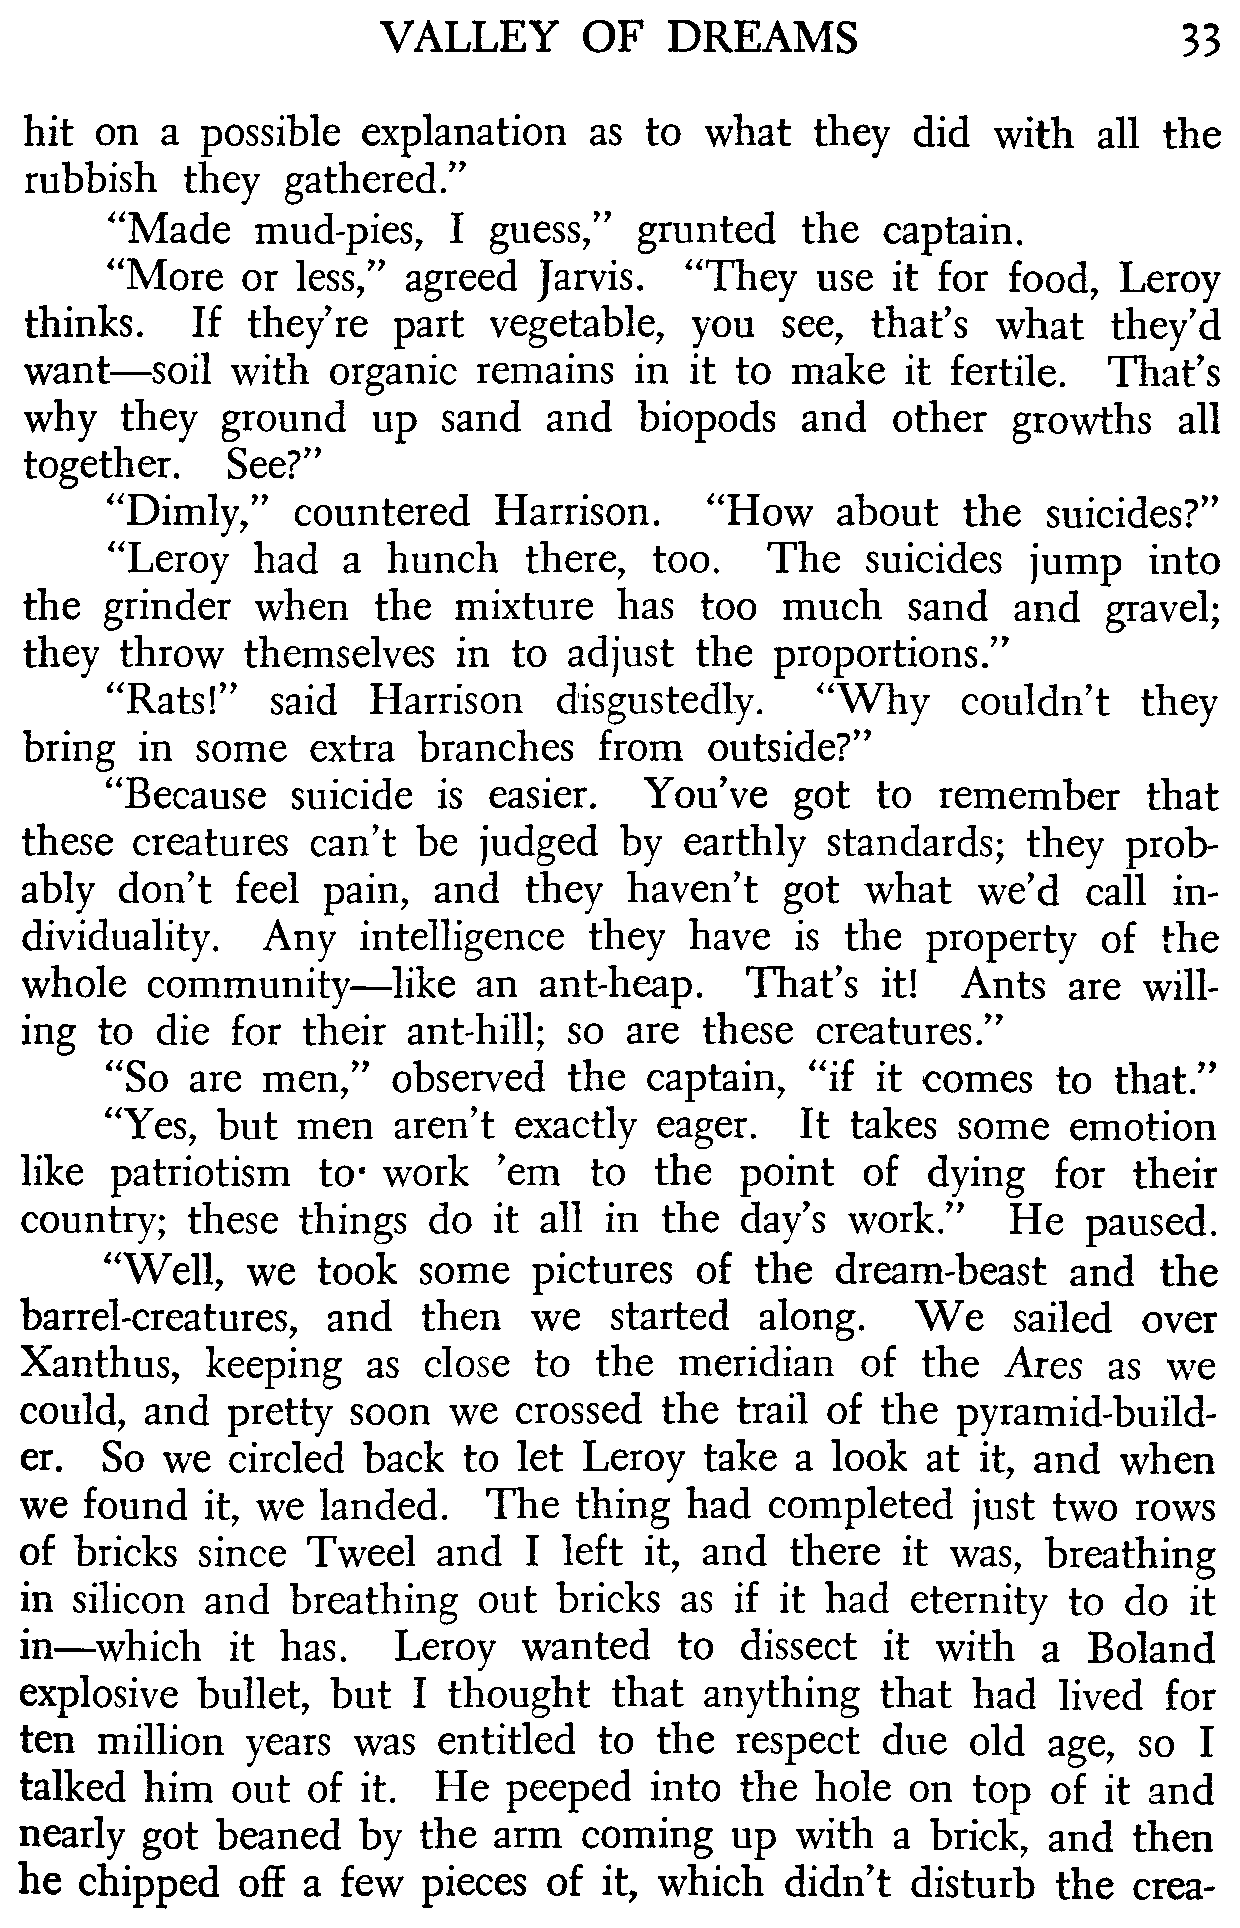 VALLEY OF DREAMS 33
hit on a possible explanation as to what they did with all the
rubbish they gathered.”
“Made mud-pies, I guess,” grunted the captain.
“More or less,” agreed Jarvis. “They use it for food, Leroy
thinks. If they’re part vegetable, you see, that’s what they’d
want—soil with organic remains in it to make it fertile. That’s
why they ground up sand and biopods and other growths all
together. See?”
“Dimly,” countered Harrison. “How about the suicides?”
“Leroy had a hunch there, too. The suicides jump into
the grinder when the mixture has too much sand and gravel;
they throw themselves in to adjust the proportions.”
“Rats!” said Harrison disgustedly. “Why couldn’t they
bring in some extra branches from outside?”
“Because suicide is easier. You’ve got to remember that
these creatures can’t be judged by earthly standards; they prob-
ably don’t feel pain, and they haven’t got what we’d call in-
dividuality. Any intelligence they have is the property of the
whole community—like an ant-heap. That’s it! Ants are will-
ing to die for their ant-hill; so are these creatures.”
“So are men,” observed the captain, “if it comes to that.”
“Yes, but men aren’t exactly eager. It takes some emotion
like patriotism to work ’em to the point of dying for their
country; these things do it all in the day’s work.” He paused.
“Well, we took some pictures of the dream-beast and the
barrel-creatures, and then we started along. We sailed over
Xanthus, keeping as close to the meridian of the Ares as we
could, and pretty soon we crossed the trail of the pyramid-build-
er. So we circled back to let Leroy take a look at it, and when
we found it, we landed. The thing had completed just two rows
of bricks since Tweel and I left it, and there it was, breathing
in silicon and breathing out bricks as if it had eternity to do it
in—which it has. Leroy wanted to dissect it with a Boland
explosive bullet, but I thought that anything that had lived for
ten million years was entitled to the respect due old age, so I
talked him out of it. He peeped into the hole on top of it and
nearly got beaned by the arm coming up with a brick, and then
he chipped off a few pieces of it, which didn’t disturb the crea-